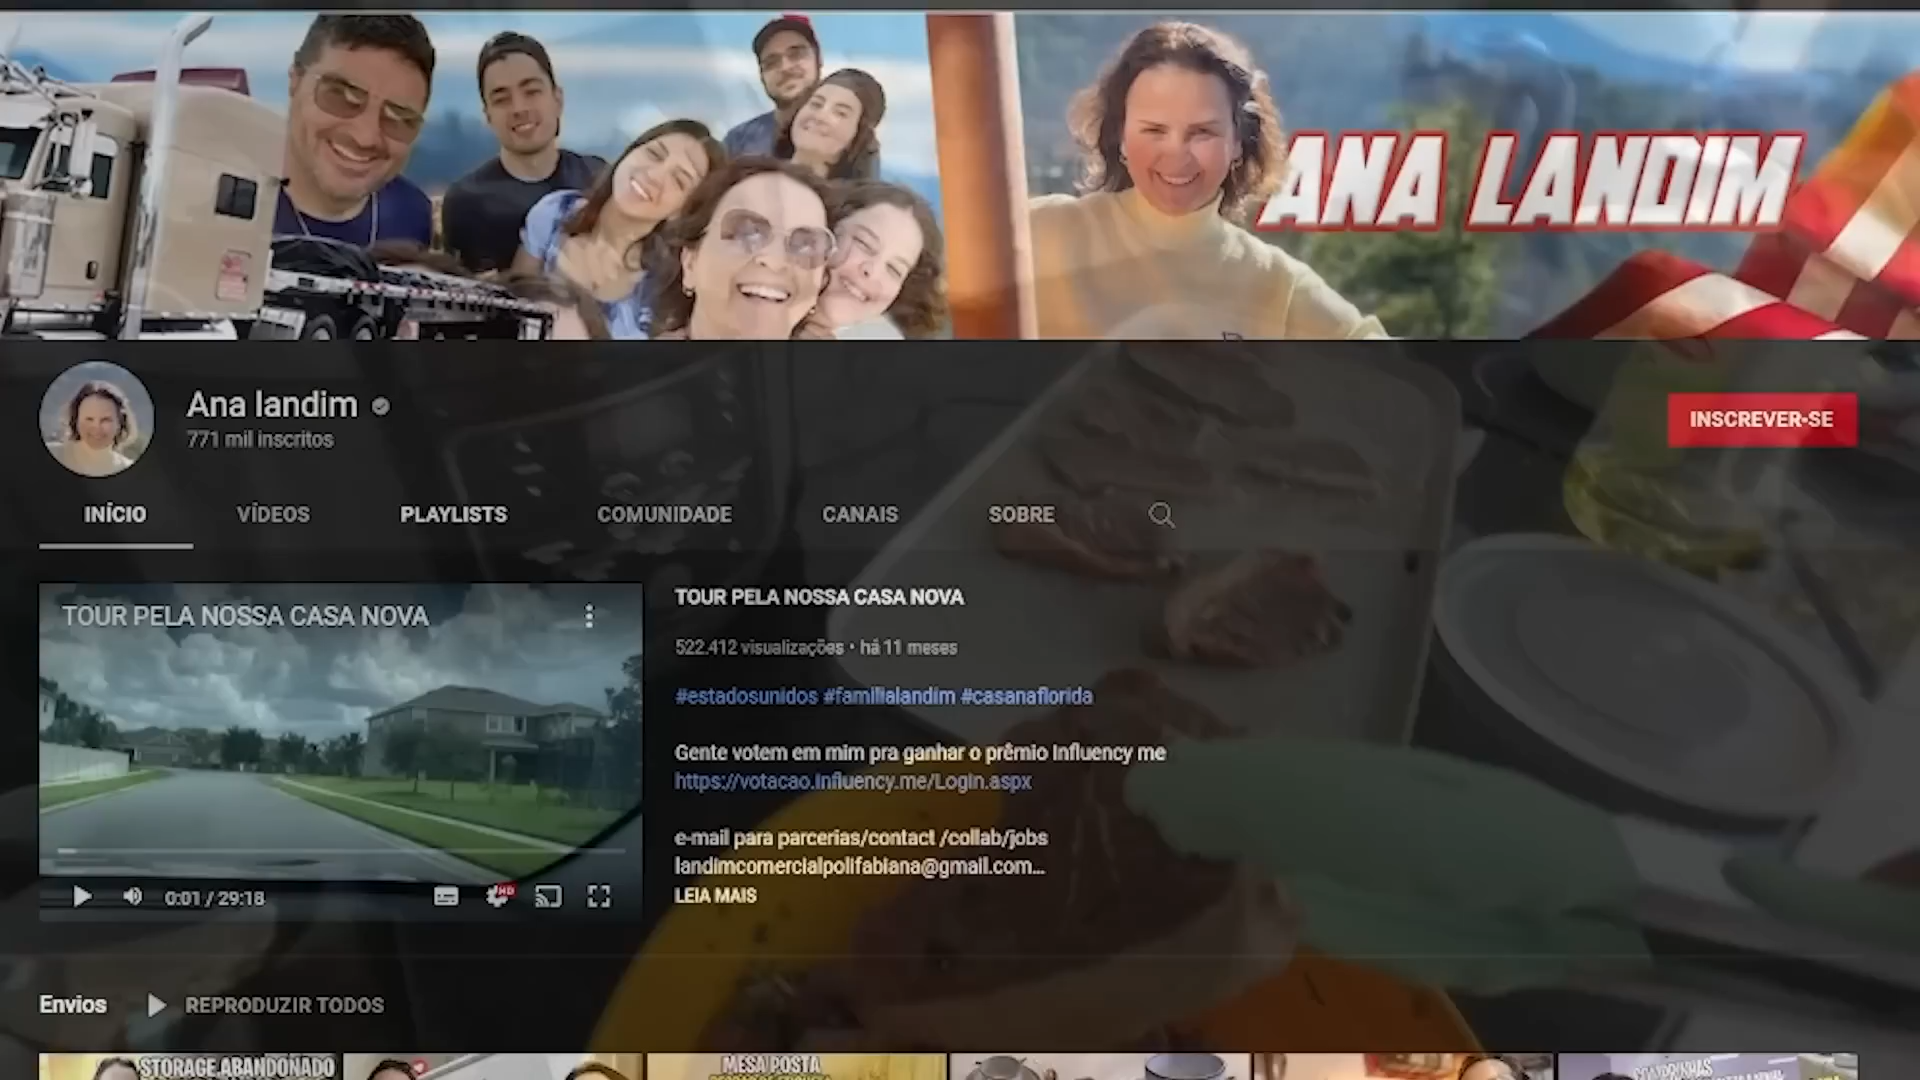 ANA LANDIM
Ana landim
771 mil inscritos
INSCREVER-SE
INÍCIO VÍDEOS PLAYLISTS COMUNIDADE CANAIS SOBRE
TOUR PELA NOSSA CASA NOVA
0:01 / 29:18
HD
TOUR PELA NOSSA CASA NOVA
522.412 visualizações • há 11 meses
#estadosunidos #familialandim #casanaflorida
Gente votem em mim pra ganhar o prêmio Influency me
https://votacao.influency.me/Login.aspx
e-mail para parcerias/contact /collab/jobs
landimcomercialpolifabiana@gmail.com...
LEIA MAIS
Envios REPRODUZIR TODOS
STORAGE ABANDONADO
MESA POSTA